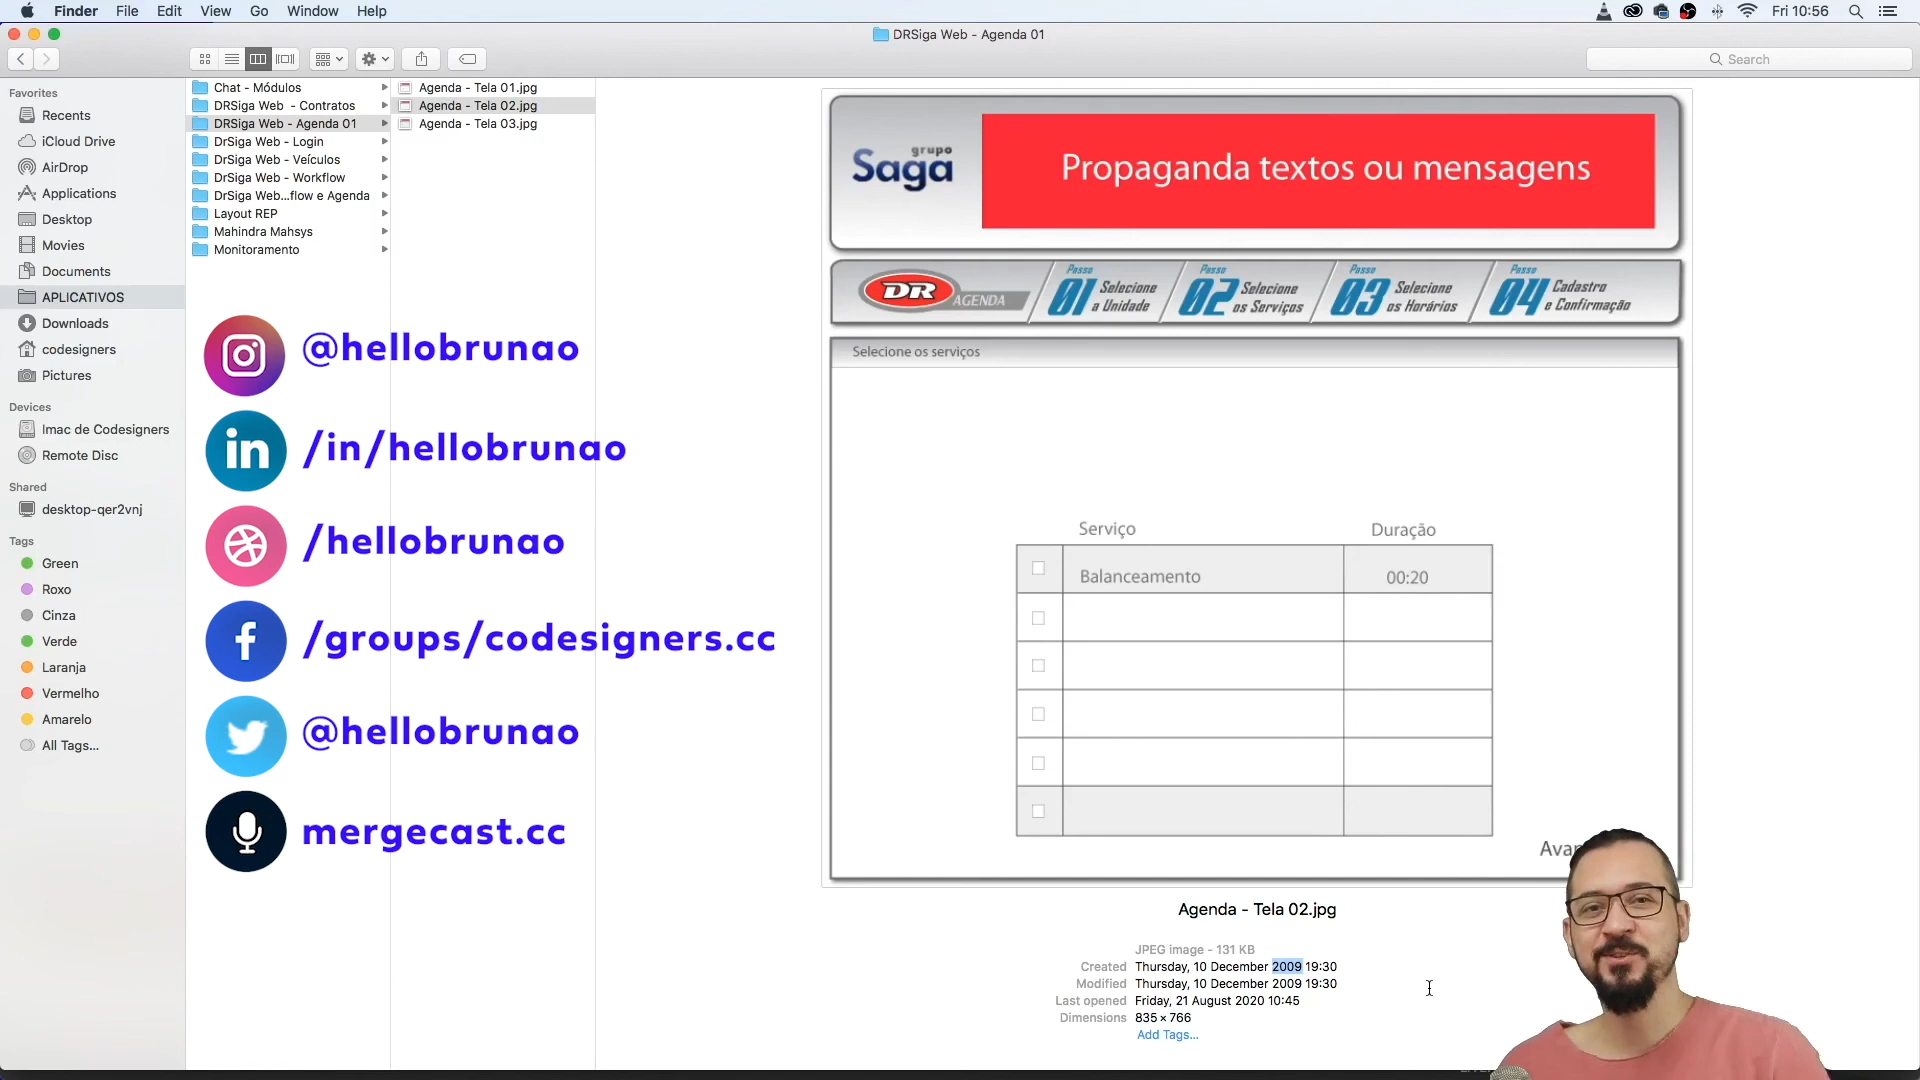 Finder File Edit View Go Window Help
Fri 10:56
DRSiga Web - Agenda 01
Search
Favorites
Recents
iCloud Drive
AirDrop
Applications
Desktop
Movies
Documents
APLICATIVOS
Downloads
codesigners
Pictures
Devices
Imac de Codesigners
Remote Disc
Shared
desktop-qer2vnj
Tags
Green
Roxo
Cinza
Verde
Laranja
Vermelho
Amarelo
All Tags...
Chat - Módulos
DRSiga Web - Contratos
DRSiga Web - Agenda 01
DrSiga Web - Login
DrSiga Web - Veículos
DrSiga Web - Workflow
DrSiga Web...flow e Agenda
Layout REP
Mahindra Mahsys
Monitoramento
Agenda - Tela 01.jpg
Agenda - Tela 02.jpg
Agenda - Tela 03.jpg
@hellobrunao
in /in/hellobrunao
/hellobrunao
f /groups/codesigners.cc
@hellobrunao
mergecast.cc
grupo
Saga
Propaganda textos ou mensagens
DR AGENDA
Passo
01 Selecione
a Unidade
Passo
02 Selecione
os Serviços
Passo
03 Selecione
os Horários
Passo
04 Cadastro
e Confirmação
Selecione os serviços
Serviço Duração
Balanceamento 00:20
Agenda - Tela 02.jpg
JPEG image - 131 KB
Created Thursday, 10 December 2009 19:30
Modified Thursday, 10 December 2009 19:30
Last opened Friday, 21 August 2020 10:45
Dimensions 835 × 766
Add Tags...